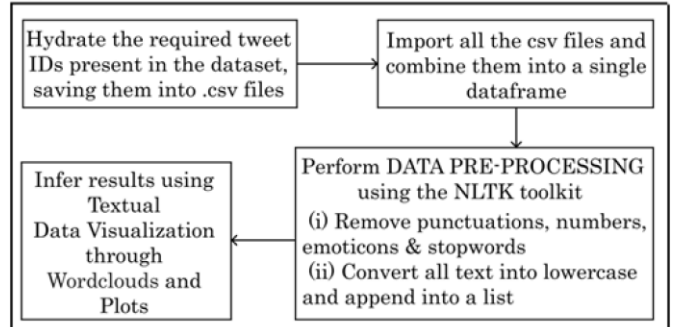 Hydrate the required tweet
IDs present in the dataset,
saving them into .csv files
Import all the csv files and
combine them into a single
dataframe
Perform DATA PRE-PROCESSING
using the NLTK toolkit
(i) Remove punctuations, numbers,
emoticons & stopwords
(ii) Convert all text into lowercase
and append into a list
Infer results using
Textual
Data Visualization
through
Wordclouds and
Plots